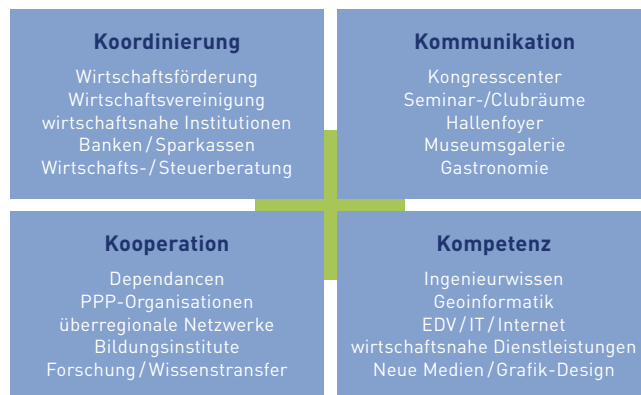 Koordinierung
Wirtschaftsförderung
Wirtschaftsvereinigung
wirtschaftsnahe Institutionen
Banken / Sparkassen
Wirtschafts- / Steuerberatung
Kommunikation
Kongresscenter
Seminar-/Clubräume
Hallenfoyer
Museumsgalerie
Gastronomie
Kooperation
Dependancen
PPP-Organisationen
überregionale Netzwerke
Bildungsinstitute
Forschung / Wissenstransfer
Kompetenz
Ingenieurwissen
Geoinformatik
EDV / IT / Internet
wirtschaftsnahe Dienstleistungen
Neue Medien / Grafik-Design